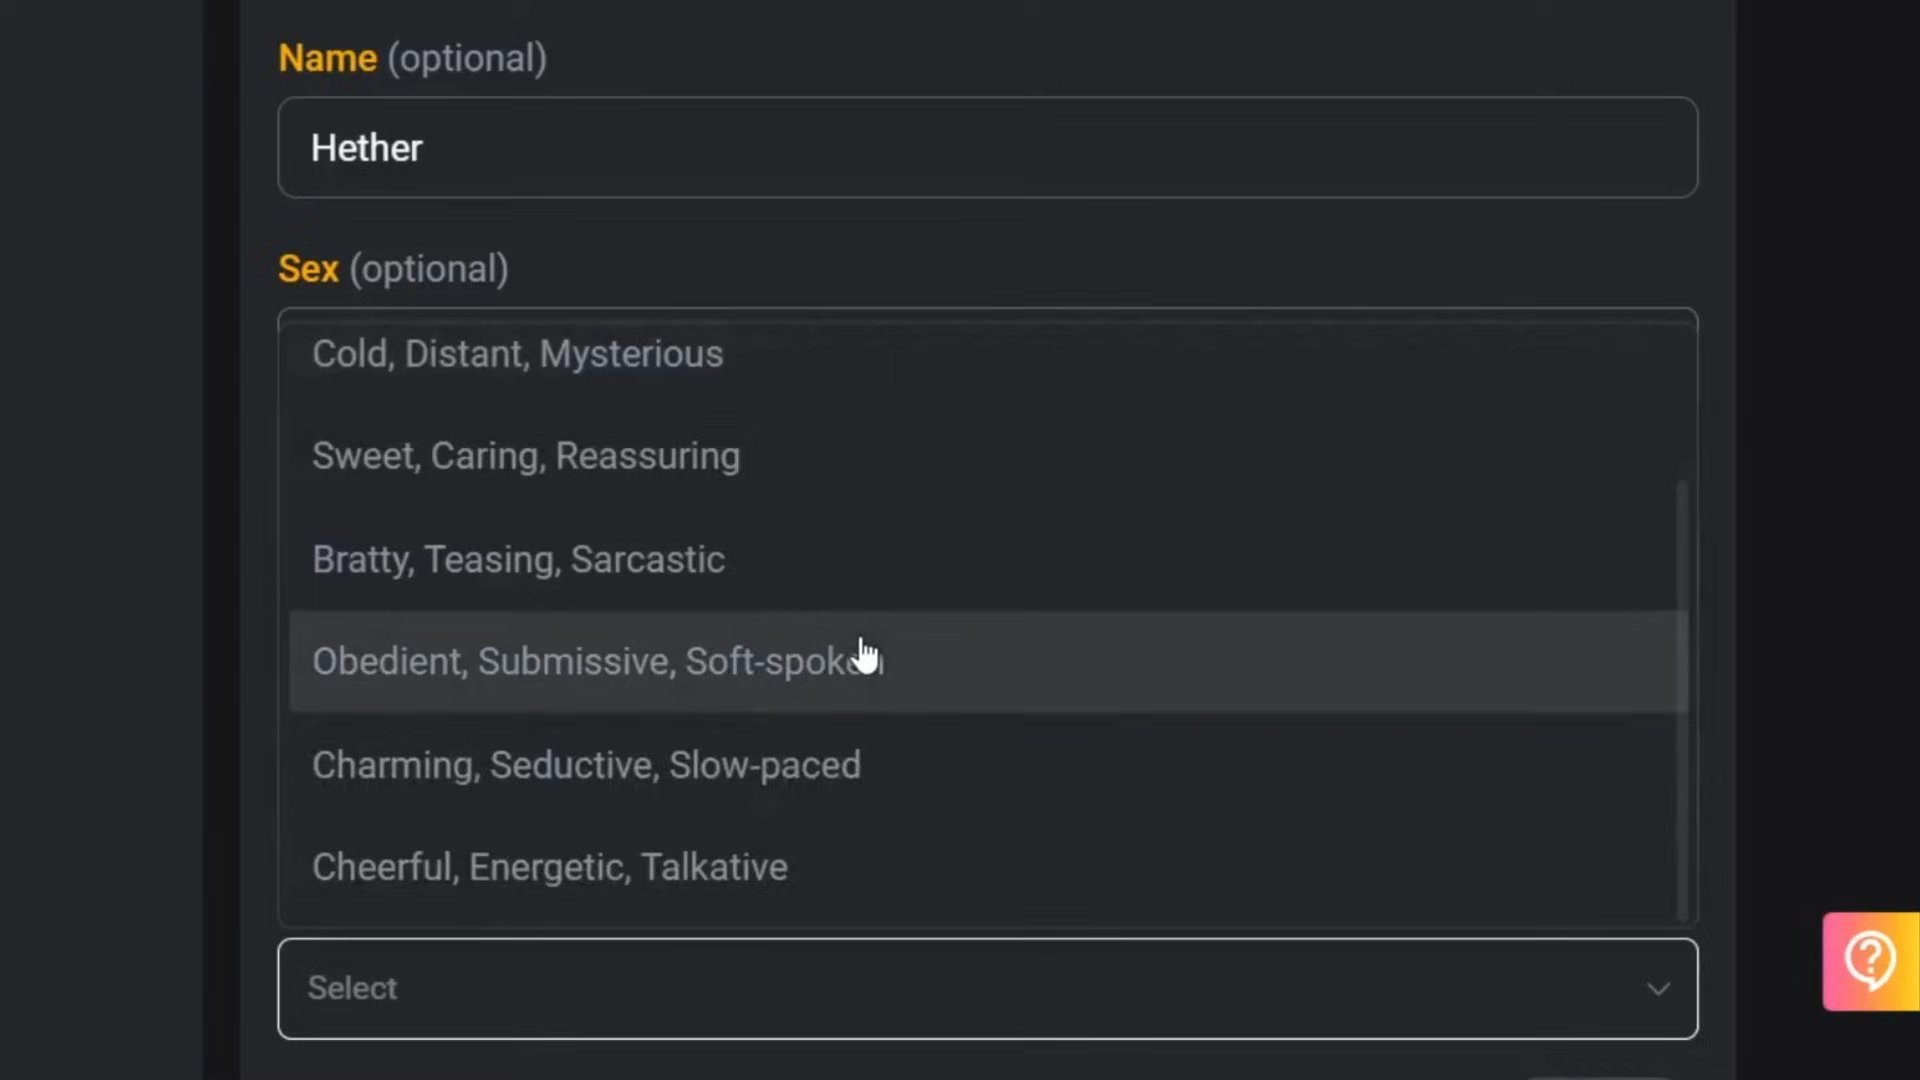 Name (optional)
Hether
Sex (optional)
Cold, Distant, Mysterious
Sweet, Caring, Reassuring
Bratty, Teasing, Sarcastic
Obedient, Submissive, Soft-spoken
Charming, Seductive, Slow-paced
Cheerful, Energetic, Talkative
Select